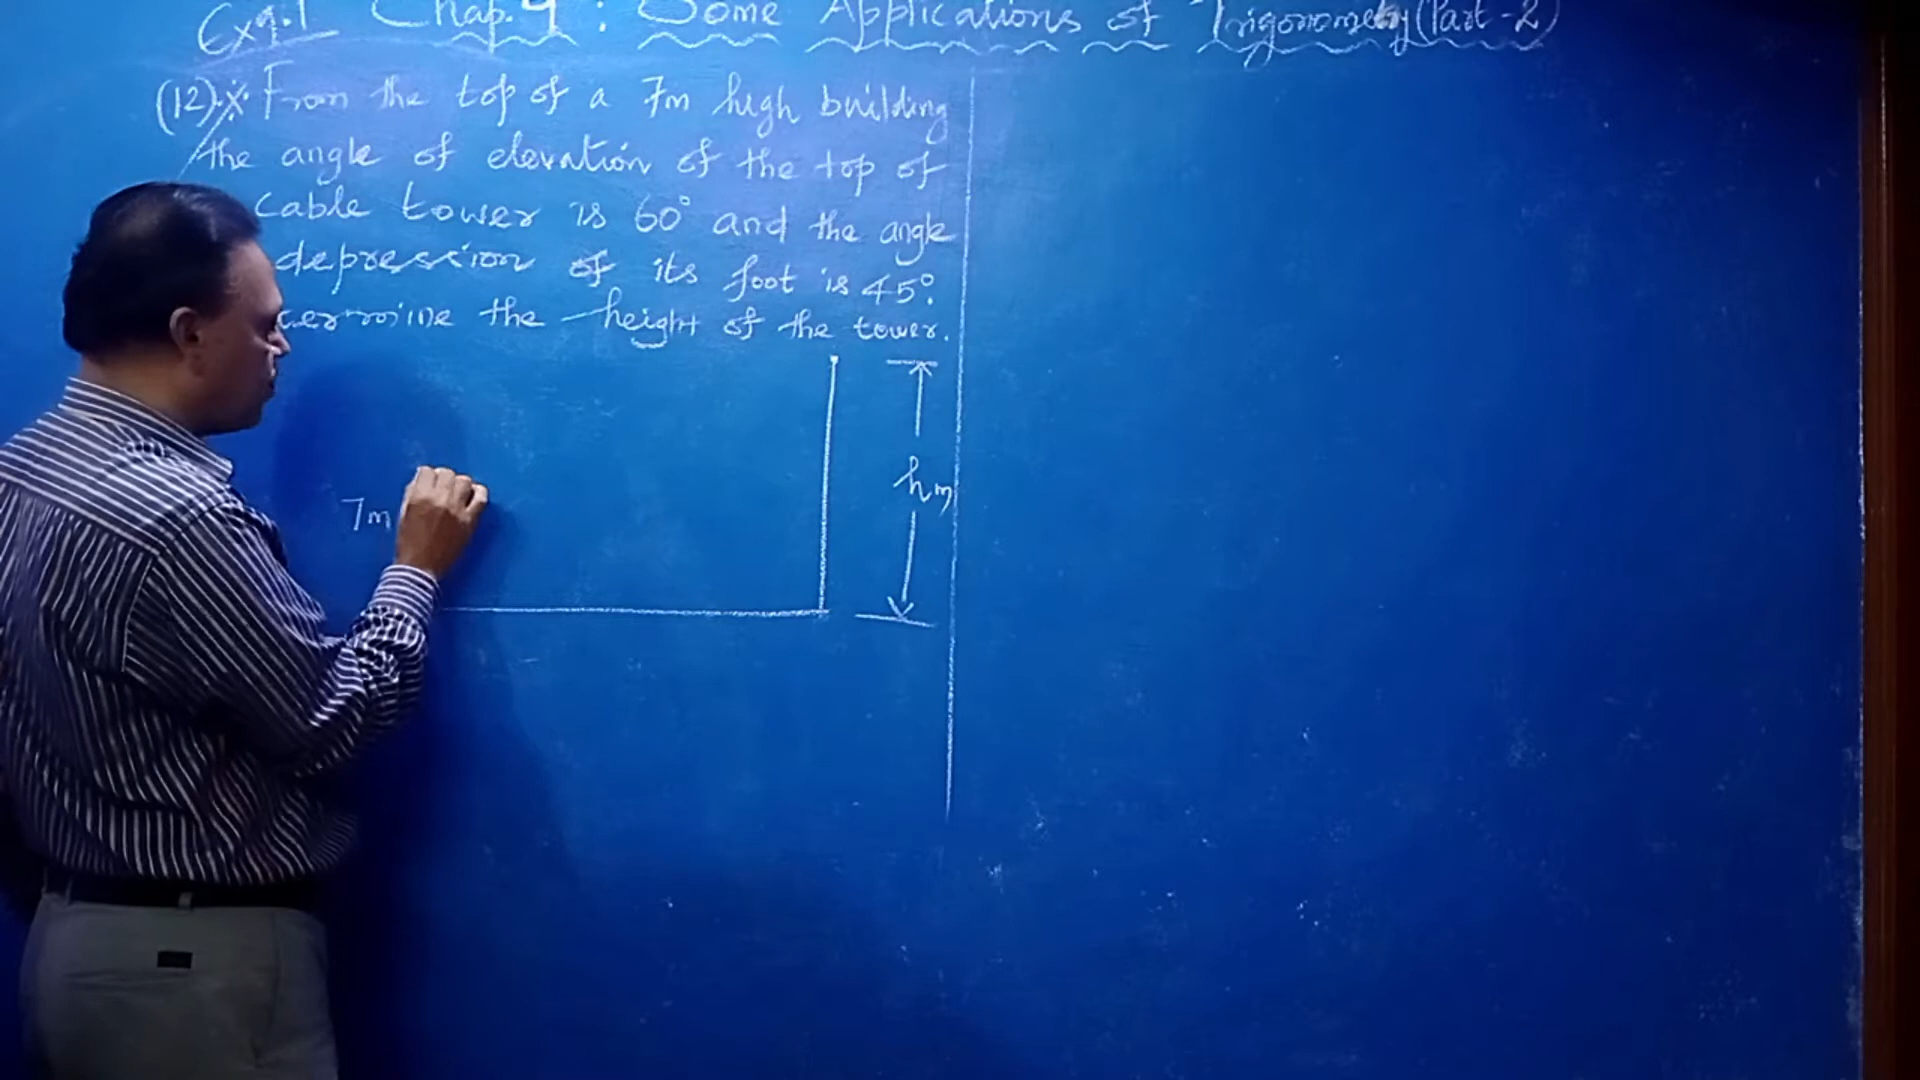 Ex 9.1 Chap. 9 : Some Applications of Trigonometry (Part-2)
(12).※ From the top of a 7m high building
the angle of elevation of the top of
cable tower is 60° and the angle
depression of its foot is 45°.
the height of the tower.
hm
7m